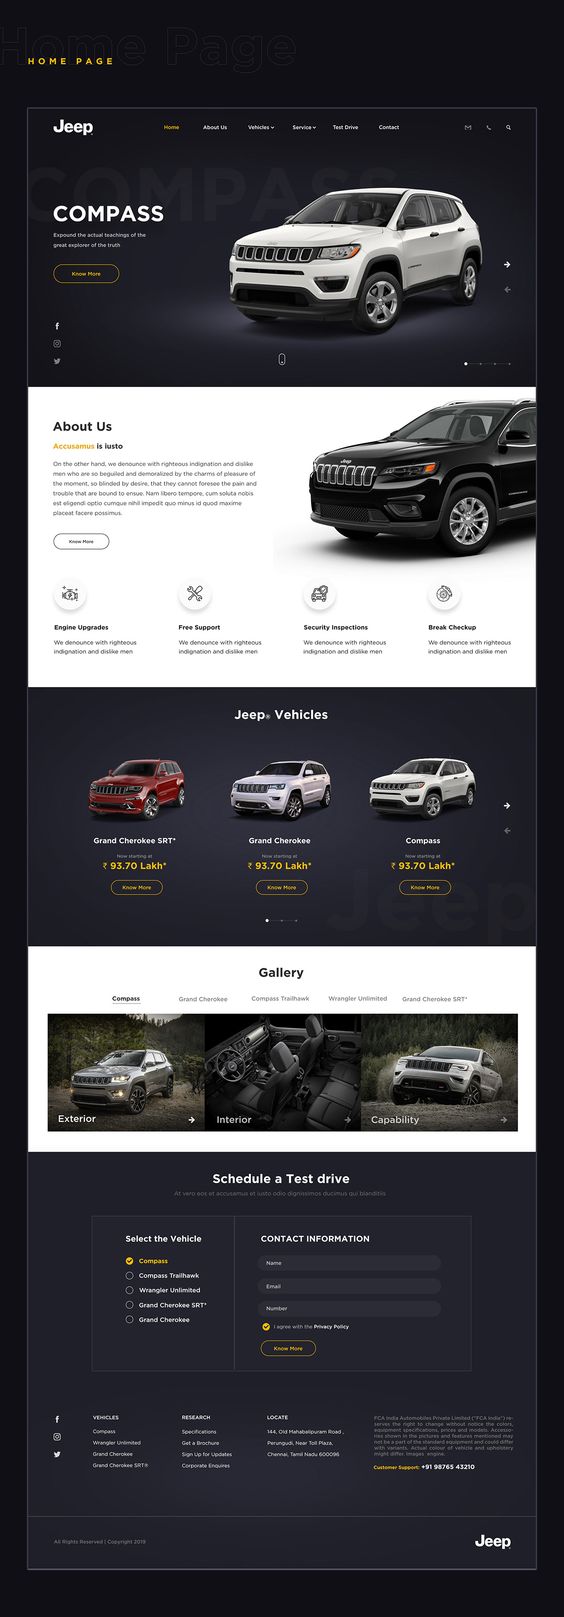 Home Page
HOME PAGE
Jeep
Home
About Us
Vehicles
Service
Test Drive
Contact
COMPASS
COMPASS
Expound the actual teachings of the
great explorer of the truth
Know More
About Us
Accusamus is iusto
On the other hand, we denounce with righteous indignation and dislike
men who are so beguiled and demoralized by the charms of pleasure of
the moment, so blinded by desire, that they cannot foresee the pain and
trouble that are bound to ensue. Nam libero tempore, cum soluta nobis
est eligendi optio cumque nihil impedit quo minus id quod maxime
placeat facere possimus.
Know More
Jeep
Engine Upgrades
We denounce with righteous
indignation and dislike men
Free Support
We denounce with righteous
indignation and dislike men
Security Inspections
We denounce with righteous
indignation and dislike men
Break Checkup
We denounce with righteous
indignation and dislike men
Jeep® Vehicles
Grand Cherokee SRT*
Now starting at
₹ 93.70 Lakh*
Know More
Grand Cherokee
Now starting at
₹ 93.70 Lakh*
Know More
Compass
Now starting at
₹ 93.70 Lakh*
Know More
Jeep
Gallery
Compass
Grand Cherokee
Compass Trailhawk
Wrangler Unlimited
Grand Cherokee SRT*
Exterior
Interior
Capability
Schedule a Test drive
At vero eos et accusamus et iusto odio dignissimos ducimus qui blanditiis
Select the Vehicle
Compass
Compass Trailhawk
Wrangler Unlimited
Grand Cherokee SRT*
Grand Cherokee
CONTACT INFORMATION
Name
Email
Number
I agree with the Privacy Policy
Know More
VEHICLES
Compass
Wrangler Unlimited
Grand Cherokee
Grand Cherokee SRT®
RESEARCH
Specifications
Get a Brochure
Sign Up for Updates
Corporate Enquires
LOCATE
144, Old Mahabalipuram Road ,
Perungudi, Near Toll Plaza,
Chennai, Tamil Nadu 600096
FCA India Automobiles Private Limited ("FCA India") re-
serves the right to change without notice the colors,
equipment specifications, prices and models. Accesso-
ries shown in the pictures and features mentioned may
not be a part of the standard equipment and could differ
with variants. Actual colour of vehicle and upholstery
might differ. Images engine.
Customer Support: +91 98765 43210
All Rights Reserved | Copyright 2019
Jeep